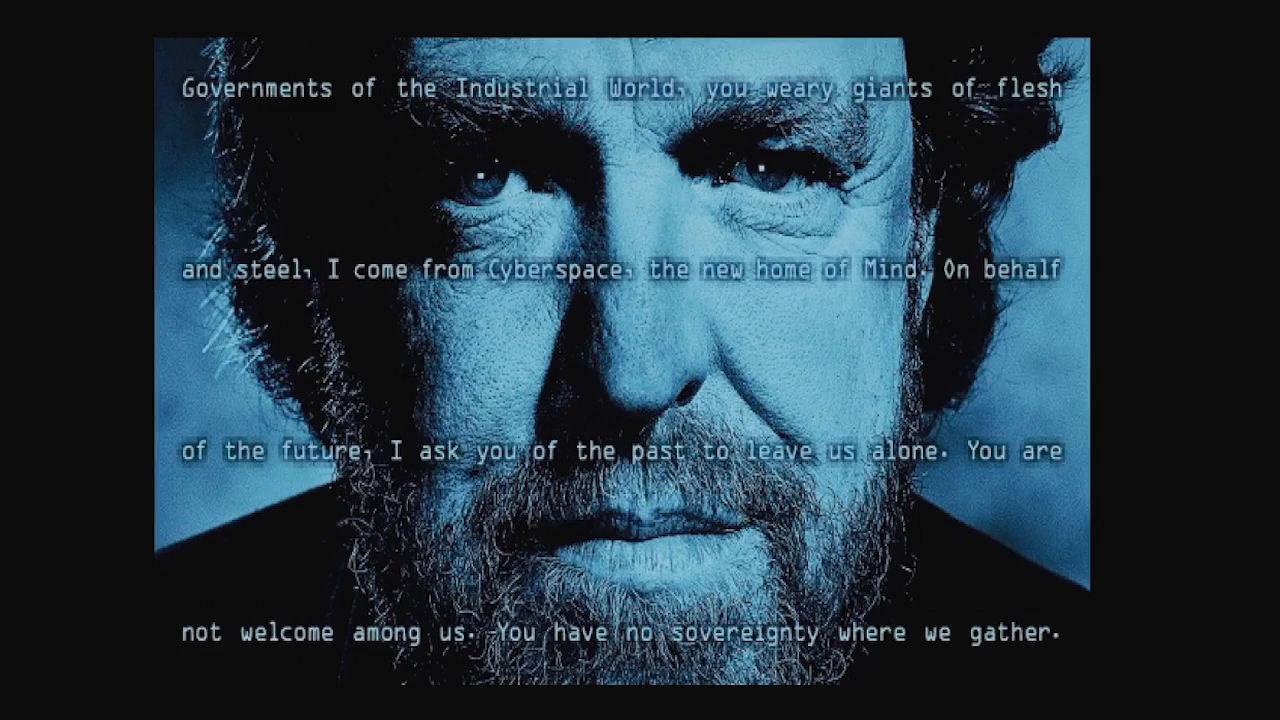 Governments of the Industrial World, you weary giants of flesh
and steel, I come from Cyberspace, the new home of Mind. On behalf
of the future, I ask you of the past to leave us alone. You are
not welcome among us. You have no sovereignty where we gather.